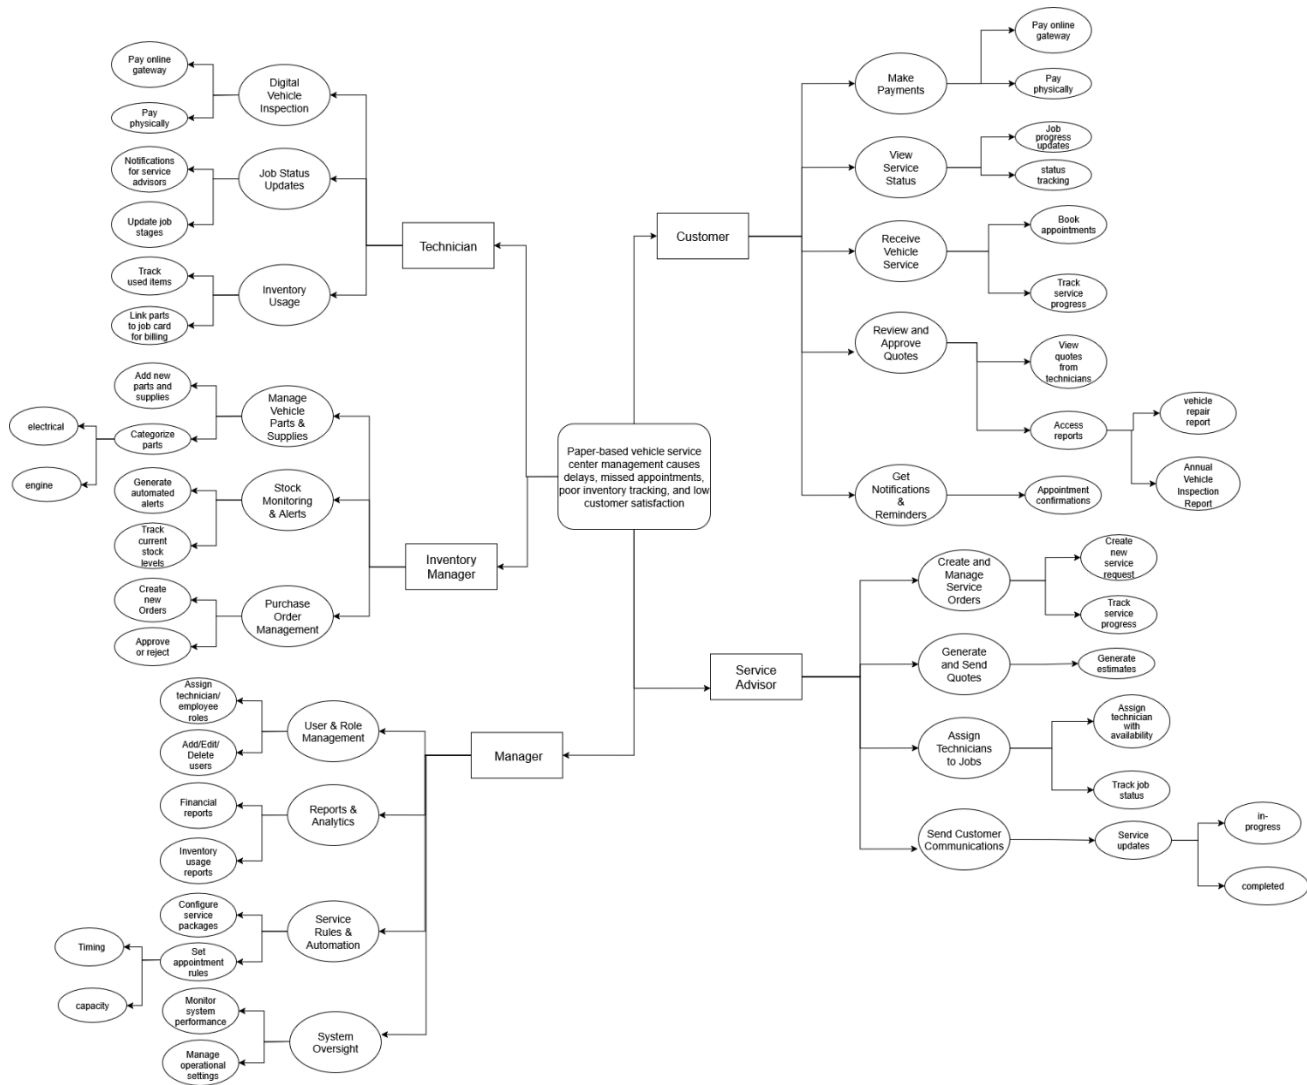 Pay online
gateway
Digital
Vehicle
Inspection
Pay
physically
Notifications
for service
advisors
Job Status
Updates
Update job
stages
Technician
Track
used items
Inventory
Usage
Link parts
to job card
for billing
Add new
parts and
supplies
Manage
Vehicle
Parts &
Supplies
electrical
Categorize
parts
engine
Generate
automated
alerts
Stock
Monitoring
& Alerts
Track
current
stock
levels
Inventory
Manager
Create
new
Orders
Purchase
Order
Management
Approve
or reject
Paper-based vehicle service
center management causes
delays, missed appointments,
poor inventory tracking, and low
customer satisfaction
Customer
Make
Payments
Pay online
gateway
Pay
physically
View
Service
Status
Job
progress
updates
status
tracking
Receive
Vehicle
Service
Book
appointments
Track
service
progress
Review and
Approve
Quotes
View
quotes
from
technicians
Access
reports
vehicle
repair
report
Annual
Vehicle
Inspection
Report
Get
Notifications
&
Reminders
Appointment
confirmations
Service
Advisor
Create and
Manage
Service
Orders
Create
new
service
request
Track
service
progress
Generate
and Send
Quotes
Generate
estimates
Assign
Technicians
to Jobs
Assign
technician
with
availability
Track job
status
Send Customer
Communications
Service
updates
in-
progress
completed
Manager
Assign
technician/
employee
roles
User & Role
Management
Add/Edit/
Delete
users
Financial
reports
Reports &
Analytics
Inventory
usage
reports
Configure
service
packages
Service
Rules &
Automation
Timing
Set
appointment
rules
capacity
Monitor
system
performance
System
Oversight
Manage
operational
settings